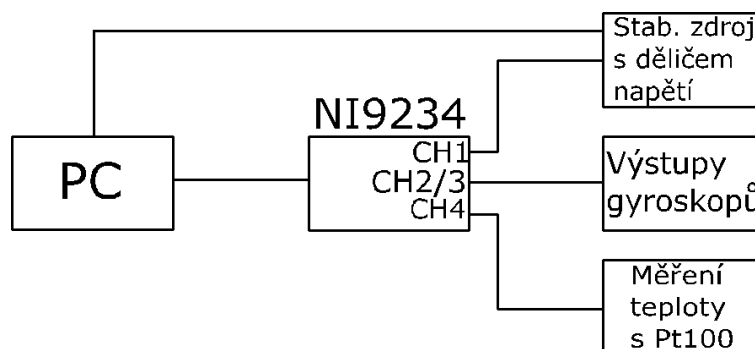 Stab. zdroj
s děličem
napětí
NI9234
CH1
PC
CH2/3
CH4
Výstupy
gyroskopů
Měření
teploty
s Pt100